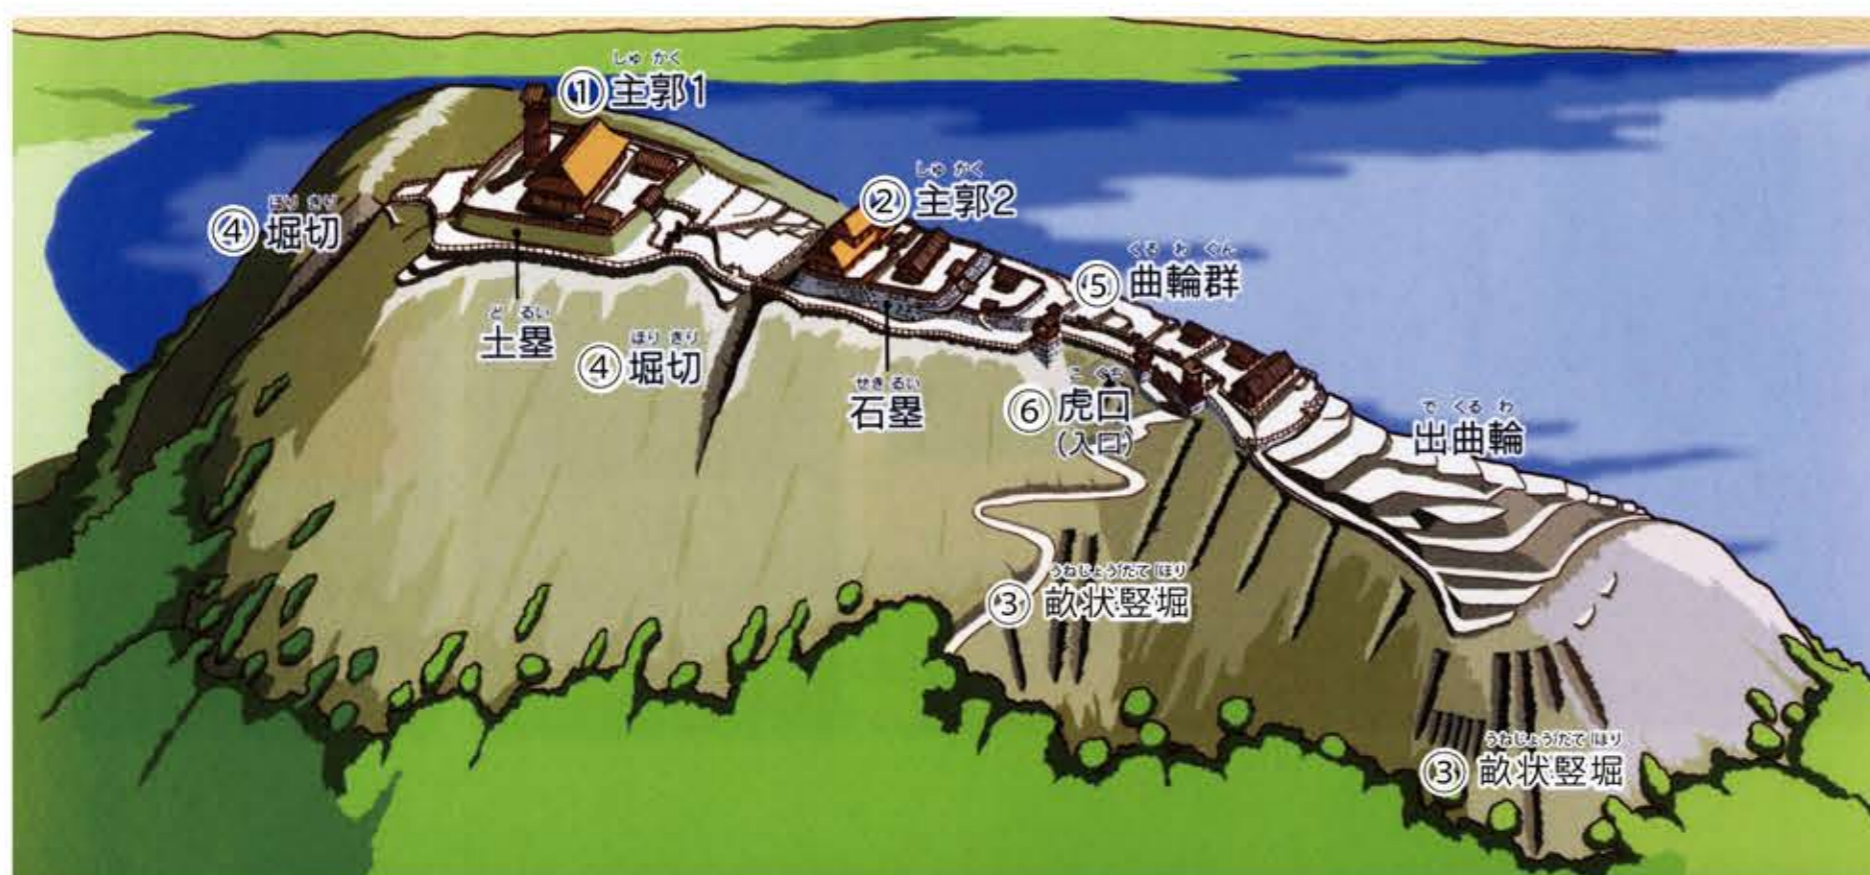 しゅ かく
① 主郭1
しゅ かく
② 主郭2
ほり きり
④ 堀切
くる わ ぐん
⑤ 曲輪群
ど るい
土塁
ほり きり
④ 堀切
せき るい
石塁
こ ぐち
⑥ 虎口
(入口)
で くる わ
出曲輪
うねじょうだて ぼり
③ 畝状竪堀
うねじょうだて ぼり
③ 畝状竪堀